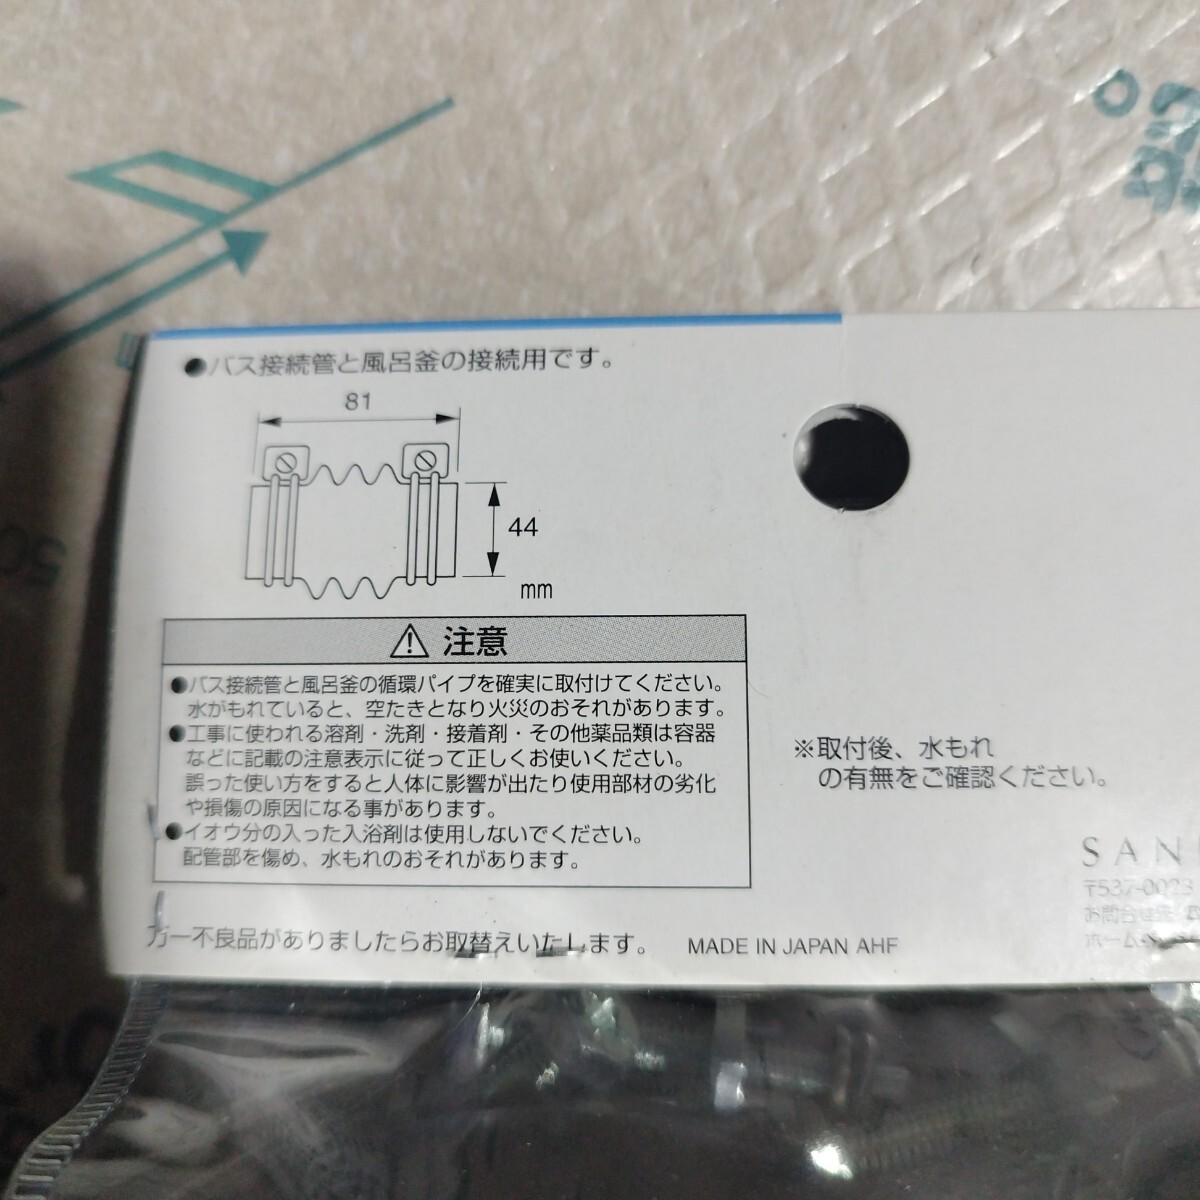 ●バス接続管と風呂釜の接続用です。
81
44
mm
注意
●バス接続管と風呂釜の循環パイプを確実に取付けてください。
水がもれていると、空たきとなり火災のおそれがあります。
●工事に使われる溶剤・洗剤・接着剤・その他薬品類は容器
などに記載の注意表示に従って正しくお使いください。
誤った使い方をすると人体に影響が出たり使用部材の劣化
や損傷の原因になる事があります。
●イオウ分の入った入浴剤は使用しないでください。
配管部を傷め、水もれのおそれがあります。
万一不良品がありましたらお取替えいたします。
MADE IN JAPAN AHF
※取付後、水もれ
の有無をご確認ください。
SAN
〒537-0023
お問合せ先
ホームペ
50